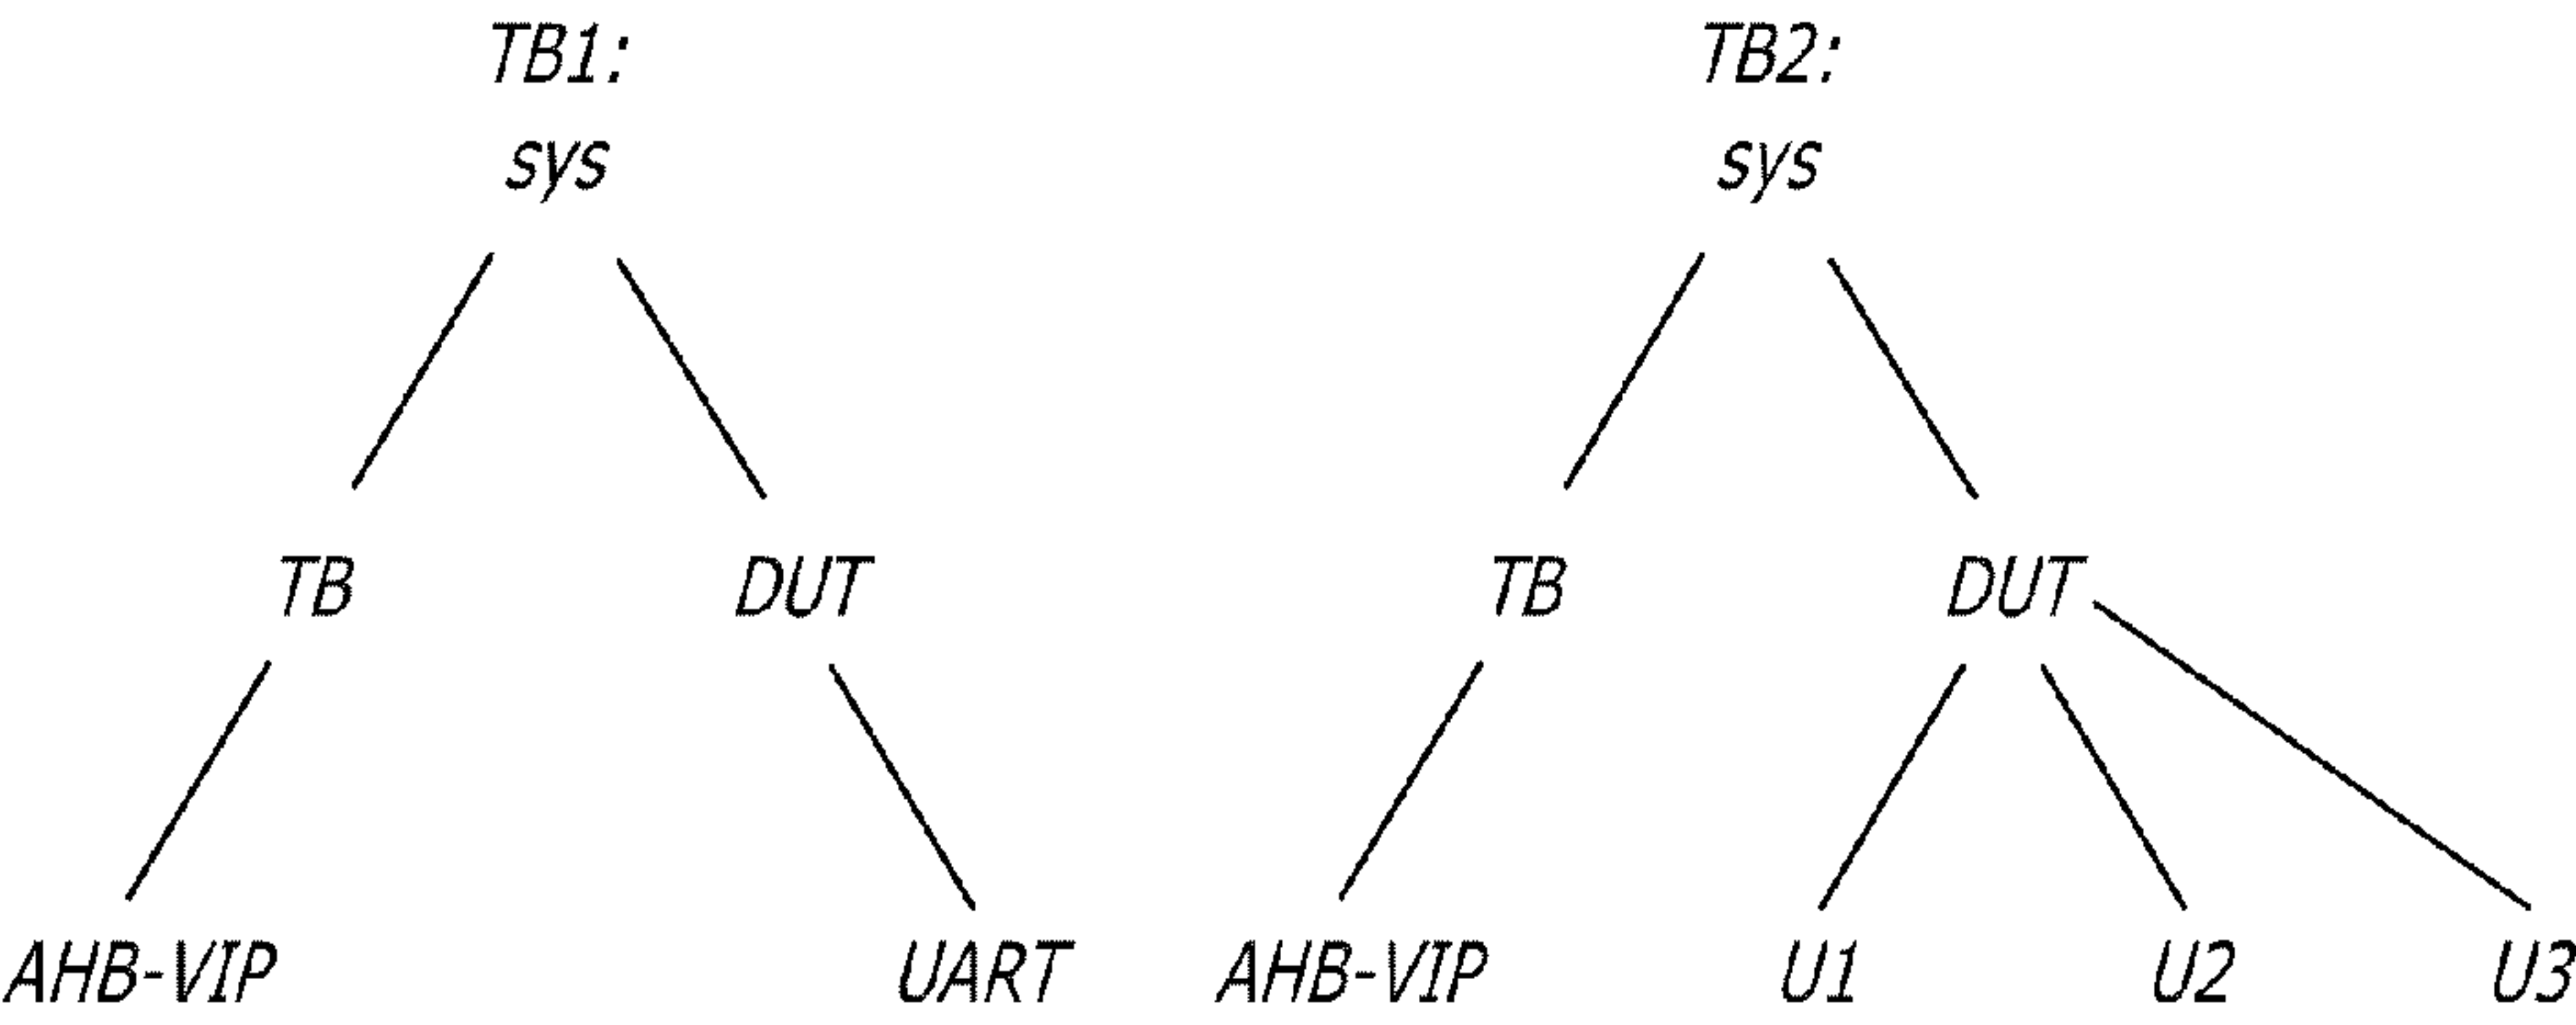 TB1:
sys
TB
DUT
AHB-VIP
UART
TB2:
sys
TB
DUT
AHB-VIP
U1
U2
U3